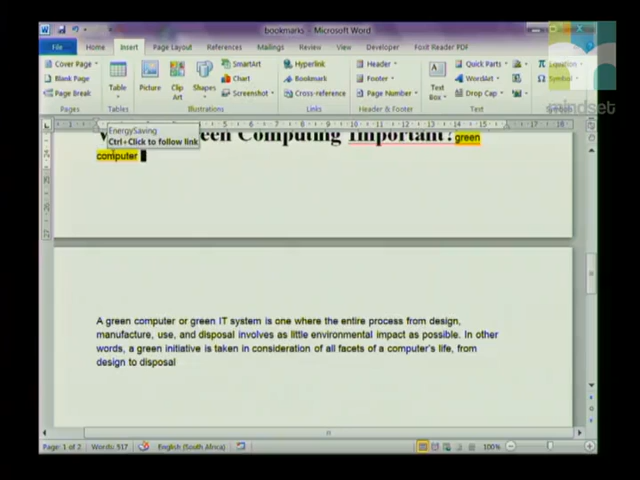 bookmarks - Microsoft Word
File Home Insert Page Layout References Mailings Review View Developer Foxit Reader PDF
Cover Page
Blank Page
Page Break
Pages
Table
Tables
Picture Clip Art Shapes
SmartArt
Chart
Screenshot
Illustrations
Hyperlink
Bookmark
Cross-reference
Links
Header
Footer
Page Number
Header & Footer
Text Box
Quick Parts
WordArt
Drop Cap
Text
Equation
Symbol
mindset
EnergySaving
Ctrl+Click to follow link
een Computing Important?green
computer
A green computer or green IT system is one where the entire process from design,
manufacture, use, and disposal involves as little environmental impact as possible. In other
words, a green initiative is taken in consideration of all facets of a computer's life, from
design to disposal
Page: 1 of 2 Words: 517 English (South Africa) 100%